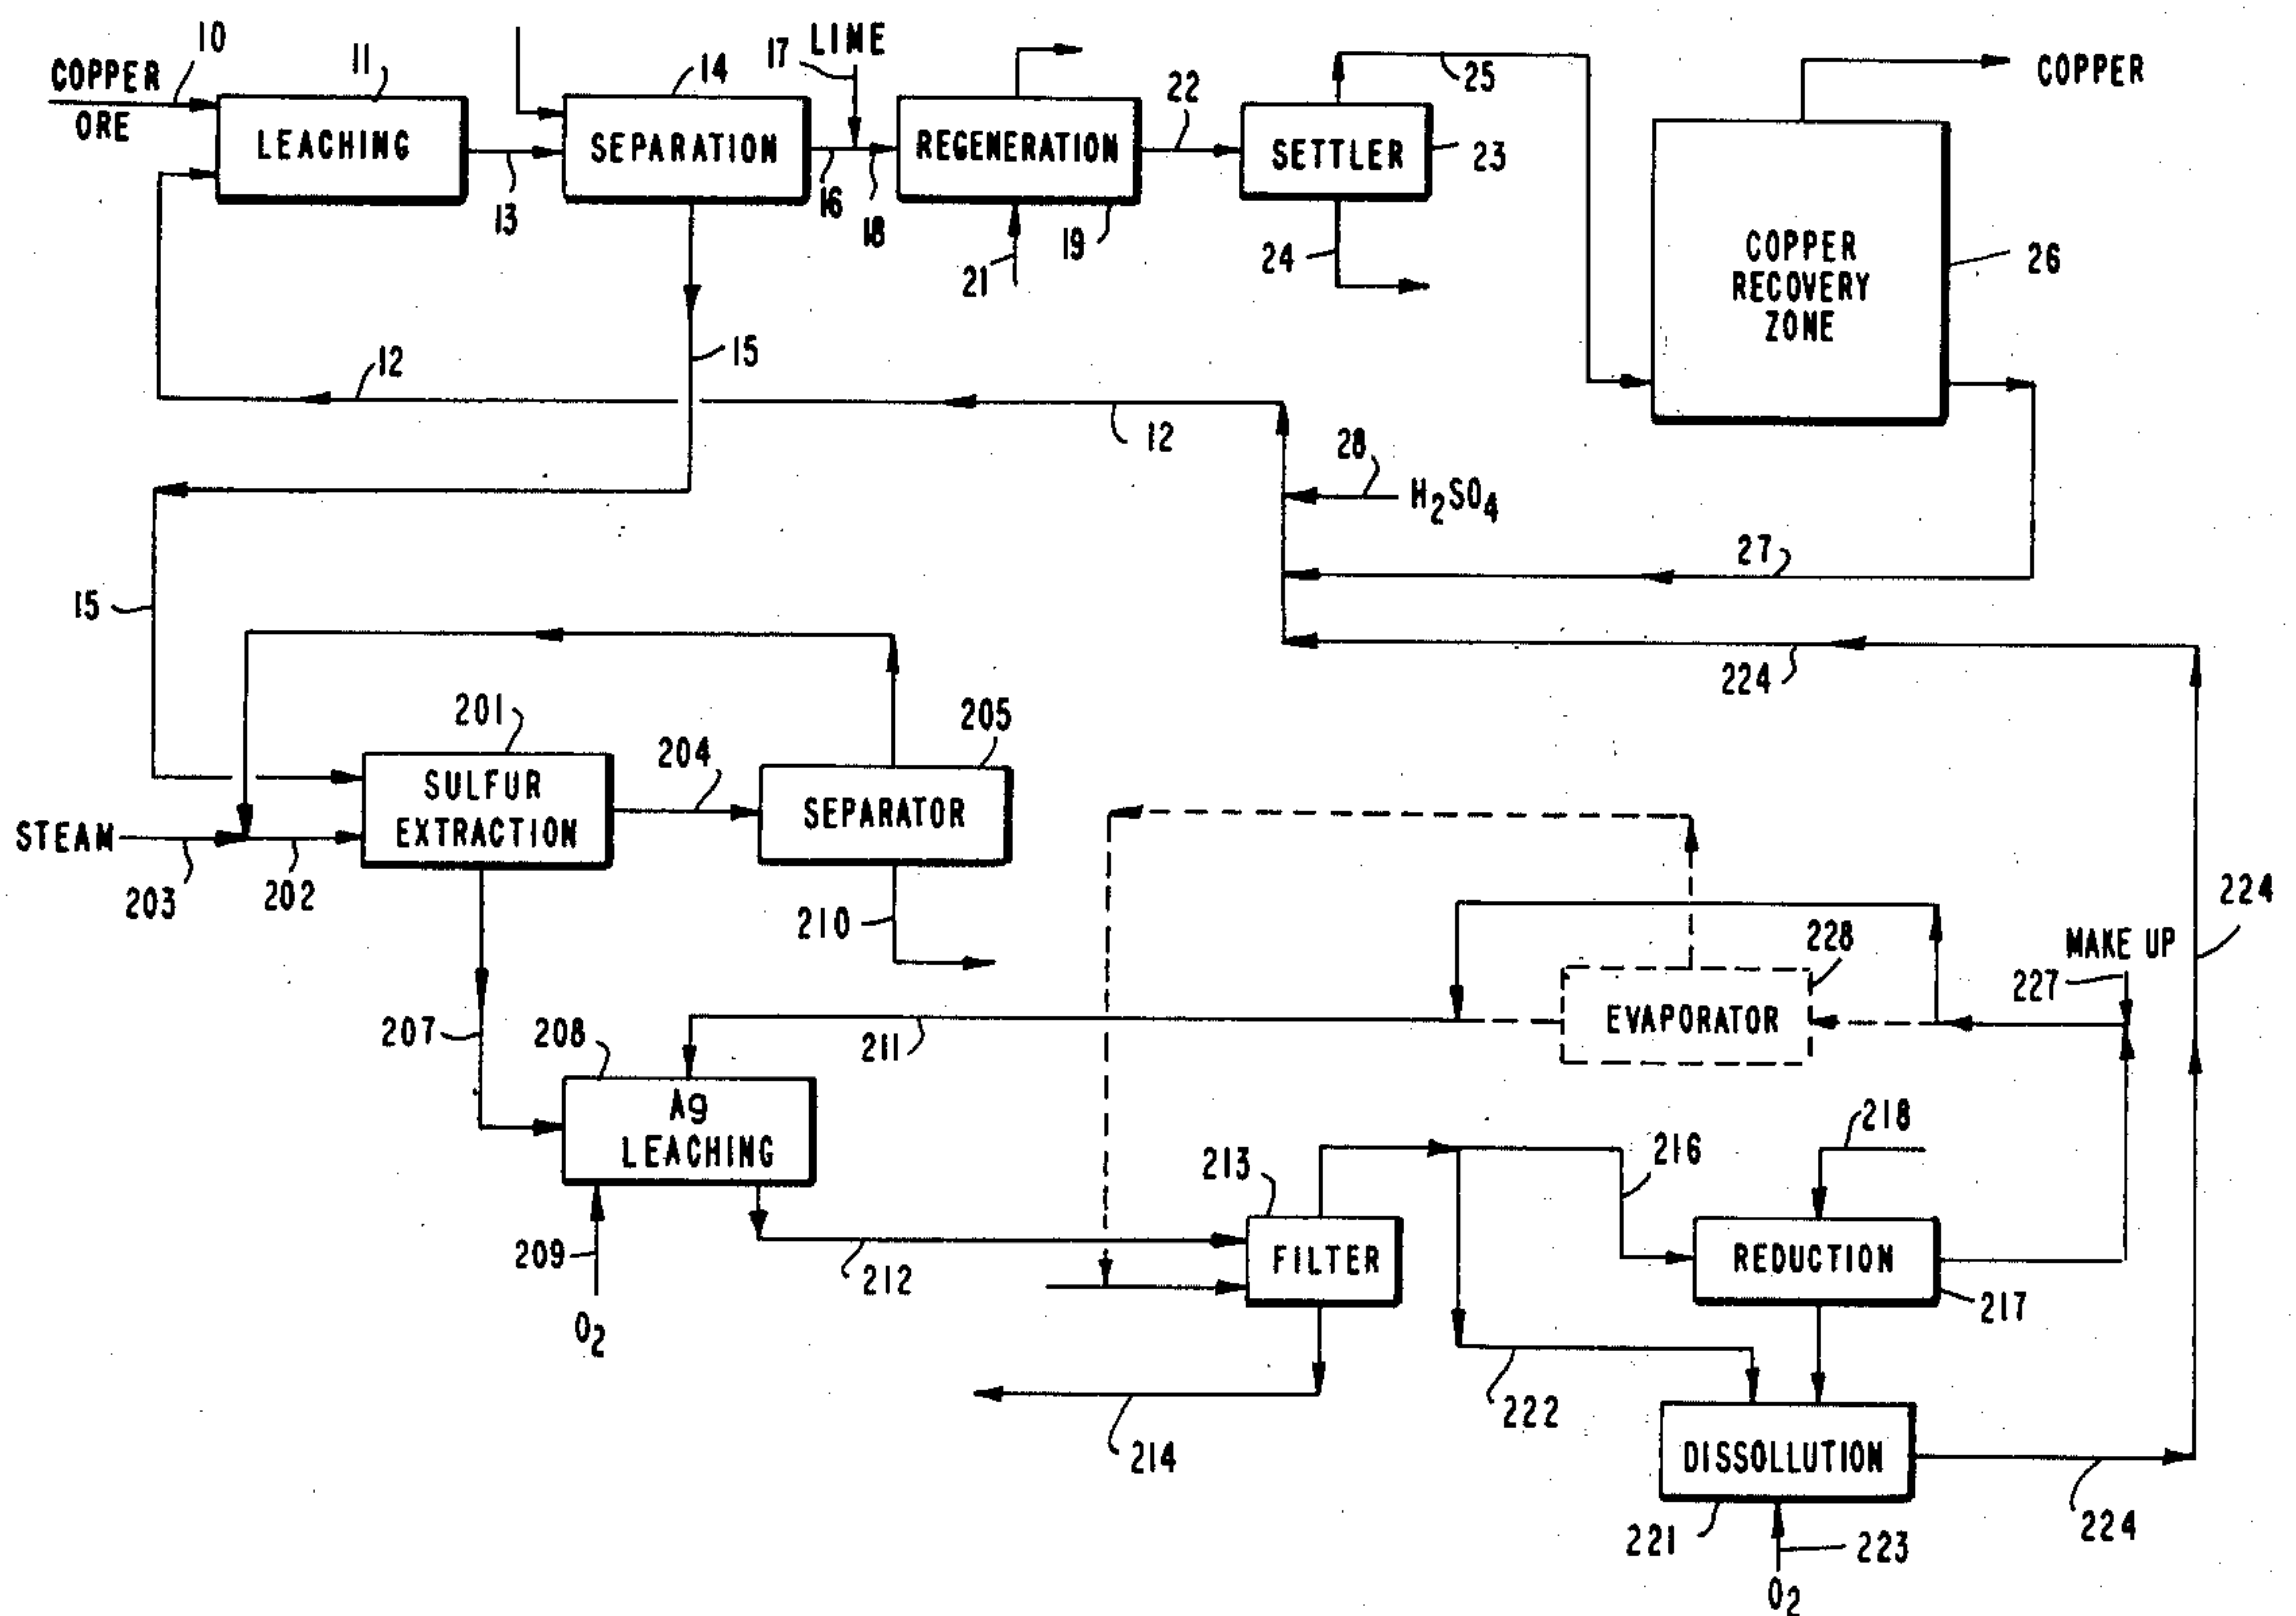 10
COPPER
ORE
11
LEACHING
13
14
SEPARATION
17
LIME
16
18
REGENERATION
19
21
22
SETTLER
23
24
25
COPPER
COPPER
RECOVERY
ZONE
26
12
15
12
28
H2SO4
27
15
224
201
SULFUR
EXTRACTION
204
205
SEPARATOR
STEAM
203
202
210
228
EVAPORATOR
MAKE UP
227
224
207
208
211
Ag
LEACHING
209
O2
212
213
FILTER
216
218
REDUCTION
217
214
222
DISSOLLUTION
221
223
O2
224